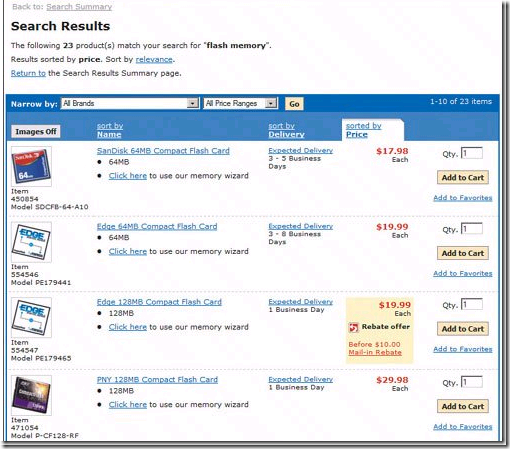 Back to: Search Summary
Search Results
The following 23 product(s) match your search for "flash memory".
Results sorted by price. Sort by relevance.
Return to the Search Results Summary page.
Narrow by: All Brands All Price Ranges Go 1-10 of 23 items
Images Off
sort by
Name
sort by
Delivery
sorted by
Price
SanDisk
64MB
Item
450854
Model SDCFB-64-A10
SanDisk 64MB Compact Flash Card
• 64MB
• Click here to use our memory wizard
Expected Delivery
3 - 5 Business
Days
$17.98
Each
Qty. 1
Add to Cart
Add to Favorites
EDGE
Item
554546
Model PE179441
Edge 64MB Compact Flash Card
• 64MB
• Click here to use our memory wizard
Expected Delivery
3 - 8 Business
Days
$19.99
Each
Qty. 1
Add to Cart
Add to Favorites
EDGE
Item
554547
Model PE179465
Edge 128MB Compact Flash Card
• 128MB
• Click here to use our memory wizard
Expected Delivery
1 Business Day
$19.99
Each
Rebate offer
Before $10.00
Mail-in Rebate
Qty. 1
Add to Cart
Add to Favorites
Item
471054
Model P-CF128-RF
PNY 128MB Compact Flash Card
• 128MB
• Click here to use our memory wizard
Expected Delivery
1 Business Day
$29.98
Each
Qty. 1
Add to Cart
Add to Favorites